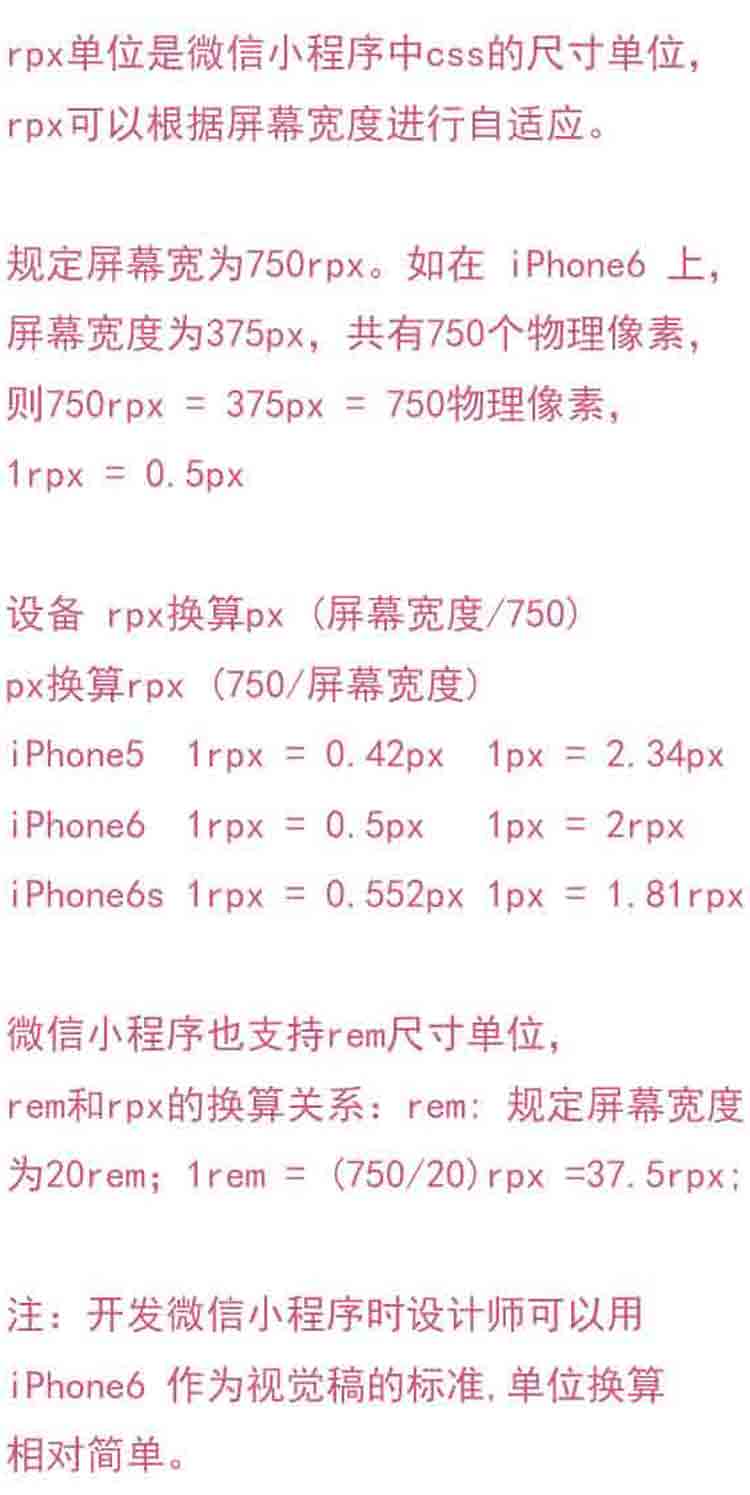 rpx单位是微信小程序中css的尺寸单位，
rpx可以根据屏幕宽度进行自适应。
规定屏幕宽为750rpx。如在 iPhone6 上，
屏幕宽度为375px，共有750个物理像素，
则750rpx = 375px = 750物理像素，
1rpx = 0.5px
设备 rpx换算px (屏幕宽度/750)
px换算rpx (750/屏幕宽度)
iPhone5 1rpx = 0.42px 1px = 2.34px
iPhone6 1rpx = 0.5px 1px = 2rpx
iPhone6s 1rpx = 0.552px 1px = 1.81rpx
微信小程序也支持rem尺寸单位，
rem和rpx的换算关系：rem: 规定屏幕宽度
为20rem；1rem = (750/20)rpx =37.5rpx;
注：开发微信小程序时设计师可以用
iPhone6 作为视觉稿的标准,单位换算
相对简单。